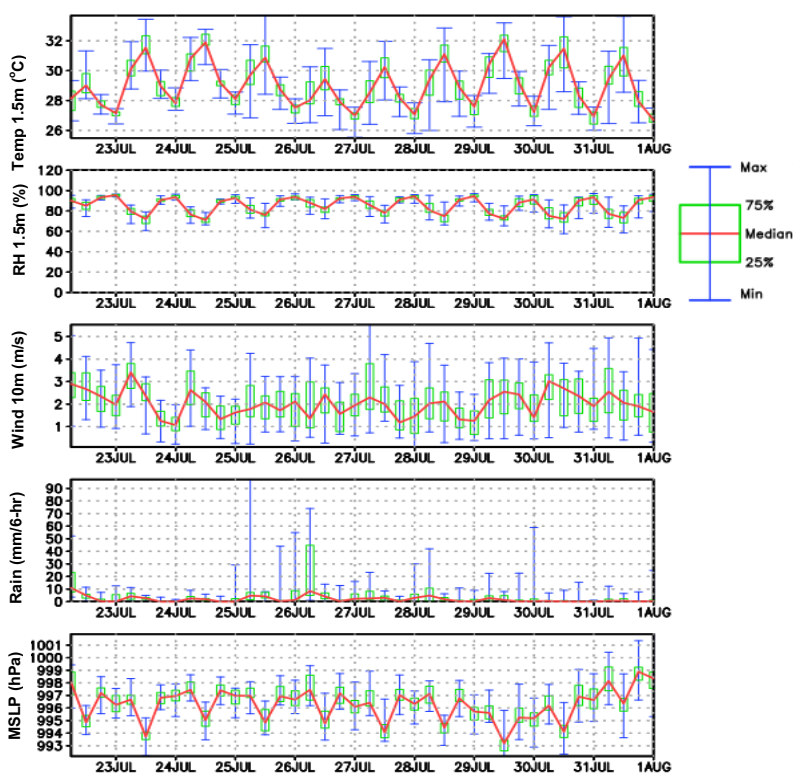 Temp 1.5m (°C)
32
30
28
26
23JUL 24JUL 25JUL 26JUL 27JUL 28JUL 29JUL 30JUL 31JUL 1AUG
RH 1.5m (%)
120
100
80
60
40
20
0
23JUL 24JUL 25JUL 26JUL 27JUL 28JUL 29JUL 30JUL 31JUL 1AUG
Max
75%
Median
25%
Min
Wind 10m (m/s)
5
4
3
2
1
23JUL 24JUL 25JUL 26JUL 27JUL 28JUL 29JUL 30JUL 31JUL 1AUG
Rain (mm/6-hr)
90
80
70
60
50
40
30
20
10
0
23JUL 24JUL 25JUL 26JUL 27JUL 28JUL 29JUL 30JUL 31JUL 1AUG
MSLP (hPa)
1001
1000
999
998
997
996
995
994
993
22JUL 24JUL 25JUL 26JUL 27JUL 28JUL 29JUL 30JUL 31JUL 1AUG